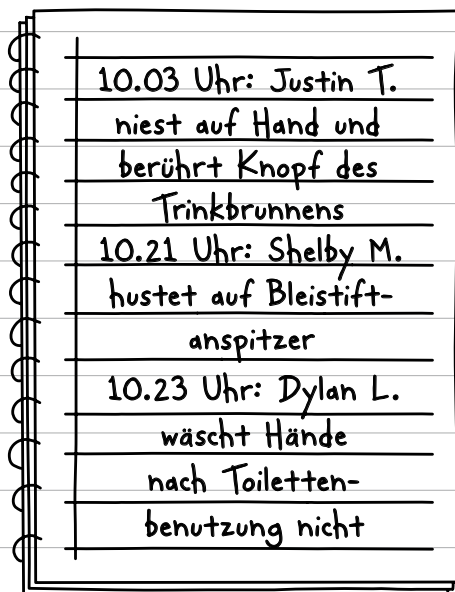 10.03 Uhr: Justin T.
niest auf Hand und
berührt Knopf des
Trinkbrunnens
10.21 Uhr: Shelby M.
hustet auf Bleistift-
anspitzer
10.23 Uhr: Dylan L.
wäscht Hände
nach Toiletten-
benutzung nicht